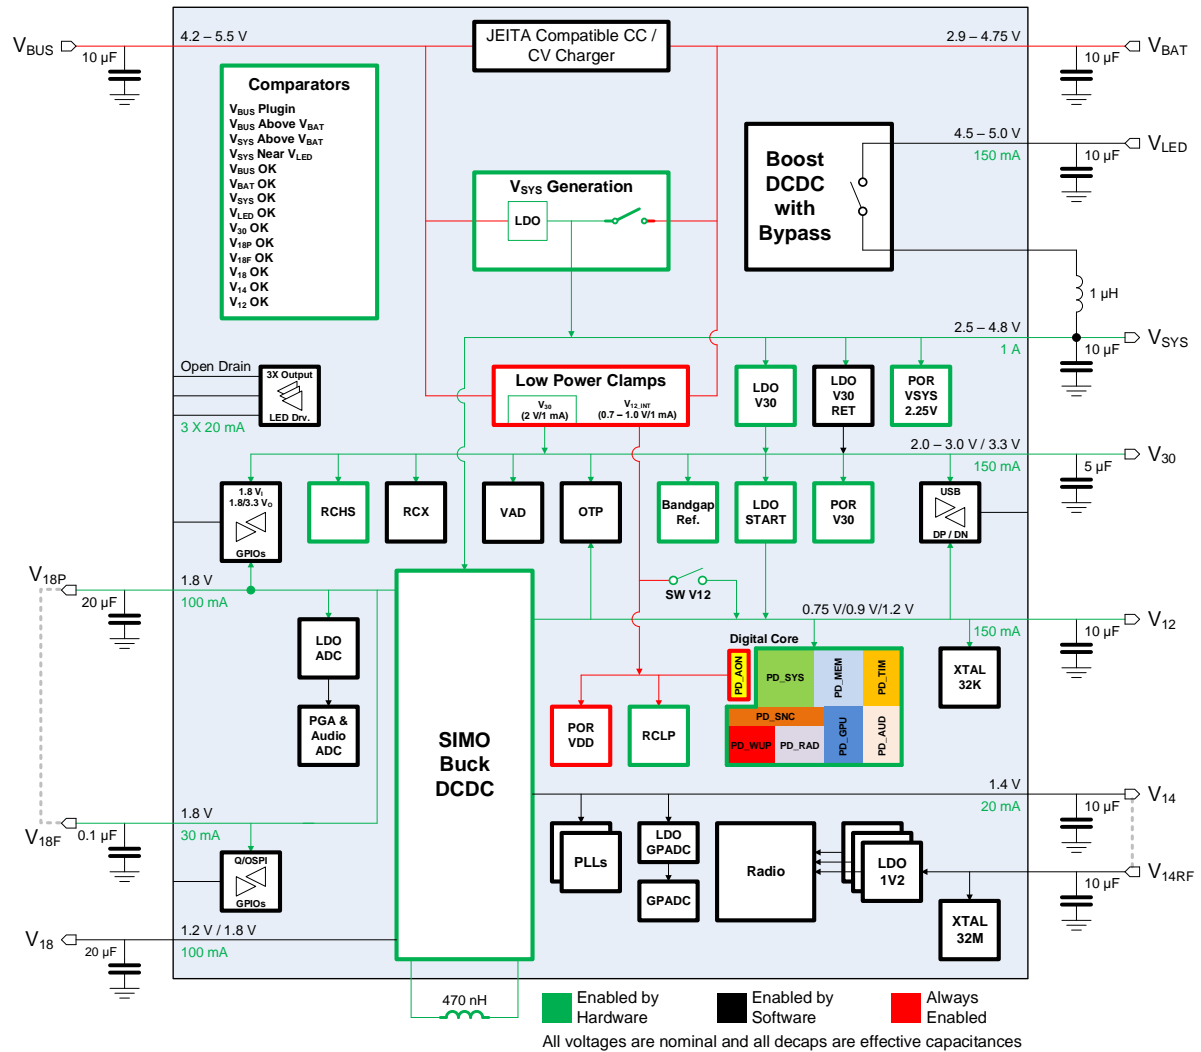 VBUS
4.2 – 5.5 V
10 µF
JEITA Compatible CC /
CV Charger
2.9 – 4.75 V
VBAT
10 µF
Comparators
VBUS Plugin
VBUS Above VBAT
VSYS Above VBAT
VSYS Near VLED
VBUS OK
VBAT OK
VSYS OK
VLED OK
V30 OK
V18P OK
V18F OK
V18 OK
V14 OK
V12 OK
VSYS Generation
LDO
Boost
DCDC
with
Bypass
4.5 – 5.0 V
150 mA
VLED
10 µF
1 µH
2.5 – 4.8 V
1 A
VSYS
10 µF
Open Drain
3X Output
LED Drv.
3 X 20 mA
Low Power Clamps
V30
(2 V/1 mA)
V12_INT
(0.7 – 1.0 V/1 mA)
LDO
V30
LDO
V30
RET
POR
VSYS
2.25V
2.0 – 3.0 V / 3.3 V
150 mA
V30
5 µF
1.8 VI
1.8/3.3 VO
GPIOs
RCHS
RCX
VAD
OTP
Bandgap
Ref.
LDO
START
POR
V30
USB
DP / DN
V18P
1.8 V
100 mA
20 µF
SW V12
0.75 V/0.9 V/1.2 V
150 mA
V12
10 µF
LDO
ADC
PGA &
Audio
ADC
SIMO
Buck
DCDC
Digital Core
PD_AON
PD_SYS
PD_MEM
PD_TIM
PD_SNC
PD_WUP
PD_RAD
PD_GPU
PD_AUD
XTAL
32K
POR
VDD
RCLP
V18F
1.8 V
30 mA
0.1 µF
Q/OSPI
GPIOs
1.4 V
20 mA
V14
10 µF
PLLs
LDO
GPADC
GPADC
Radio
LDO
1V2
V14RF
10 µF
XTAL
32M
V18
1.2 V / 1.8 V
100 mA
20 µF
470 nH
Enabled by
Hardware
Enabled by
Software
Always
Enabled
All voltages are nominal and all decaps are effective capacitances